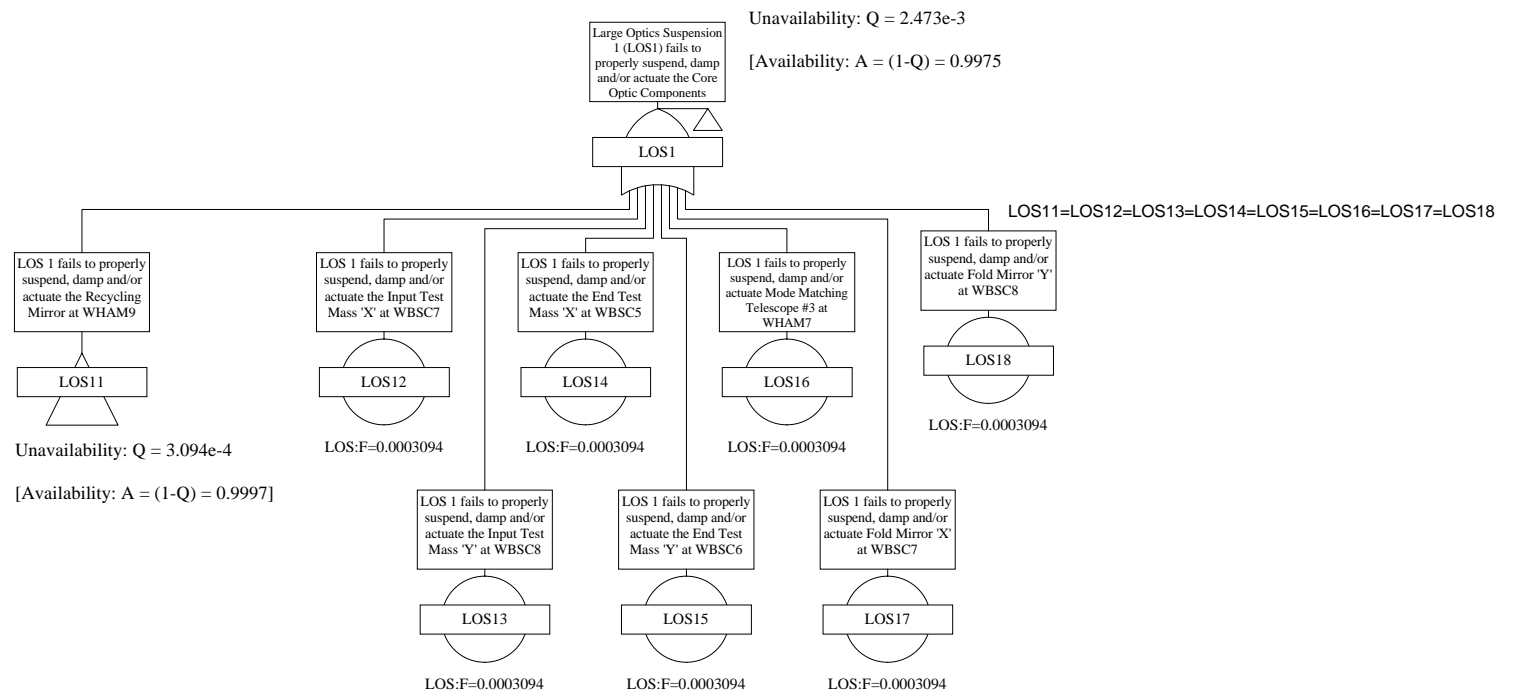 Unavailability: Q = 2.473e-3
[Availability: A = (1-Q) = 0.9975
Large Optics Suspension
1 (LOS1) fails to
properly suspend, damp
and/or actuate the Core
Optic Components
LOS1
LOS11=LOS12=LOS13=LOS14=LOS15=LOS16=LOS17=LOS18
LOS 1 fails to properly
suspend, damp and/or
actuate the Recycling
Mirror at WHAM9
LOS11
Unavailability: Q = 3.094e-4
[Availability: A = (1-Q) = 0.9997]
LOS 1 fails to properly
suspend, damp and/or
actuate the Input Test
Mass 'X' at WBSC7
LOS12
LOS:F=0.0003094
LOS 1 fails to properly
suspend, damp and/or
actuate the End Test
Mass 'X' at WBSC5
LOS14
LOS:F=0.0003094
LOS 1 fails to properly
suspend, damp and/or
actuate Mode Matching
Telescope #3 at
WHAM7
LOS16
LOS:F=0.0003094
LOS 1 fails to properly
suspend, damp and/or
actuate Fold Mirror 'Y'
at WBSC8
LOS18
LOS:F=0.0003094
LOS 1 fails to properly
suspend, damp and/or
actuate the Input Test
Mass 'Y' at WBSC8
LOS13
LOS:F=0.0003094
LOS 1 fails to properly
suspend, damp and/or
actuate the End Test
Mass 'Y' at WBSC6
LOS15
LOS:F=0.0003094
LOS 1 fails to properly
suspend, damp and/or
actuate Fold Mirror 'X'
at WBSC7
LOS17
LOS:F=0.0003094